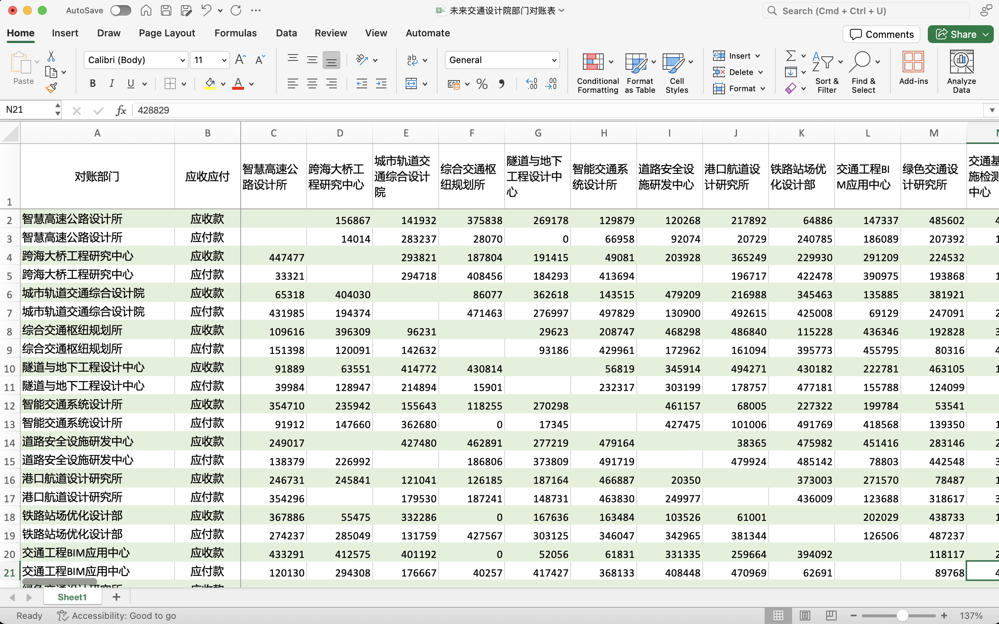 AutoSave 未来交通设计院部门对账表 Search (Cmd + Ctrl + U)
Home Insert Draw Page Layout Formulas Data Review View Automate Comments Share
Paste Calibri (Body) 11 General Conditional Formatting Format as Table Cell Styles Insert Delete Format Sort & Filter Find & Select Add-ins Analyze Data
N21 fx 428829
A B C D E F G H I J K L M
1 对账部门 应收应付 智慧高速公路设计所 跨海大桥工程研究中心 城市轨道交通综合设计院 综合交通枢纽规划所 隧道与地下工程设计中心 智能交通系统设计所 道路安全设施研发中心 港口航道设计研究所 铁路站场优化设计部 交通工程BIM应用中心 绿色交通设计研究所 交通基 施检测 中心
2 智慧高速公路设计所 应收款 156867 141932 375838 269178 129879 120268 217892 64886 147337 485602
3 智慧高速公路设计所 应付款 14014 283237 28070 0 66958 92074 20729 240785 186089 207392
4 跨海大桥工程研究中心 应收款 447477 293821 187804 191415 49081 203928 365249 229930 291209 224532
5 跨海大桥工程研究中心 应付款 33321 294718 408456 184293 413694 196717 422478 390975 193868
6 城市轨道交通综合设计院 应收款 65318 404030 86077 362618 143515 479209 216988 345463 135885 381921
7 城市轨道交通综合设计院 应付款 431985 194374 471463 276997 497829 130900 492615 425008 69129 247091
8 综合交通枢纽规划所 应收款 109616 396309 96231 29623 208747 468298 486840 115228 436346 192828
9 综合交通枢纽规划所 应付款 151398 120091 142632 93186 429961 172962 161094 395773 455795 80316
10 隧道与地下工程设计中心 应收款 91889 63551 414772 430814 56819 345914 494271 430182 222781 463105
11 隧道与地下工程设计中心 应付款 39984 128947 214894 15901 232317 303199 178757 477181 155788 124099
12 智能交通系统设计所 应收款 354710 235942 155643 118255 270298 461157 68005 227322 199784 53541
13 智能交通系统设计所 应付款 91912 147660 362680 0 17345 427475 101006 491769 418568 139350
14 道路安全设施研发中心 应收款 249017 427480 462891 277219 479164 38365 475982 451416 283146
15 道路安全设施研发中心 应付款 138379 226992 186806 373809 491719 479924 485142 78803 442548
16 港口航道设计研究所 应收款 246731 245841 121041 126185 187164 466887 20350 373003 271570 78487
17 港口航道设计研究所 应付款 354296 179530 187241 148731 463830 249977 436009 123688 318617
18 铁路站场优化设计部 应收款 367886 55475 332286 0 167636 163484 103526 61001 202029 438733
19 铁路站场优化设计部 应付款 274237 285049 131759 427567 303125 346047 342965 381344 126506 487237
20 交通工程BIM应用中心 应收款 433291 412575 401192 0 52056 61831 331335 259664 394092 118117
21 交通工程BIM应用中心 应付款 120130 294308 176667 40257 417427 368133 408448 470969 62691 89768
Sheet1
Ready Accessibility: Good to go 137%